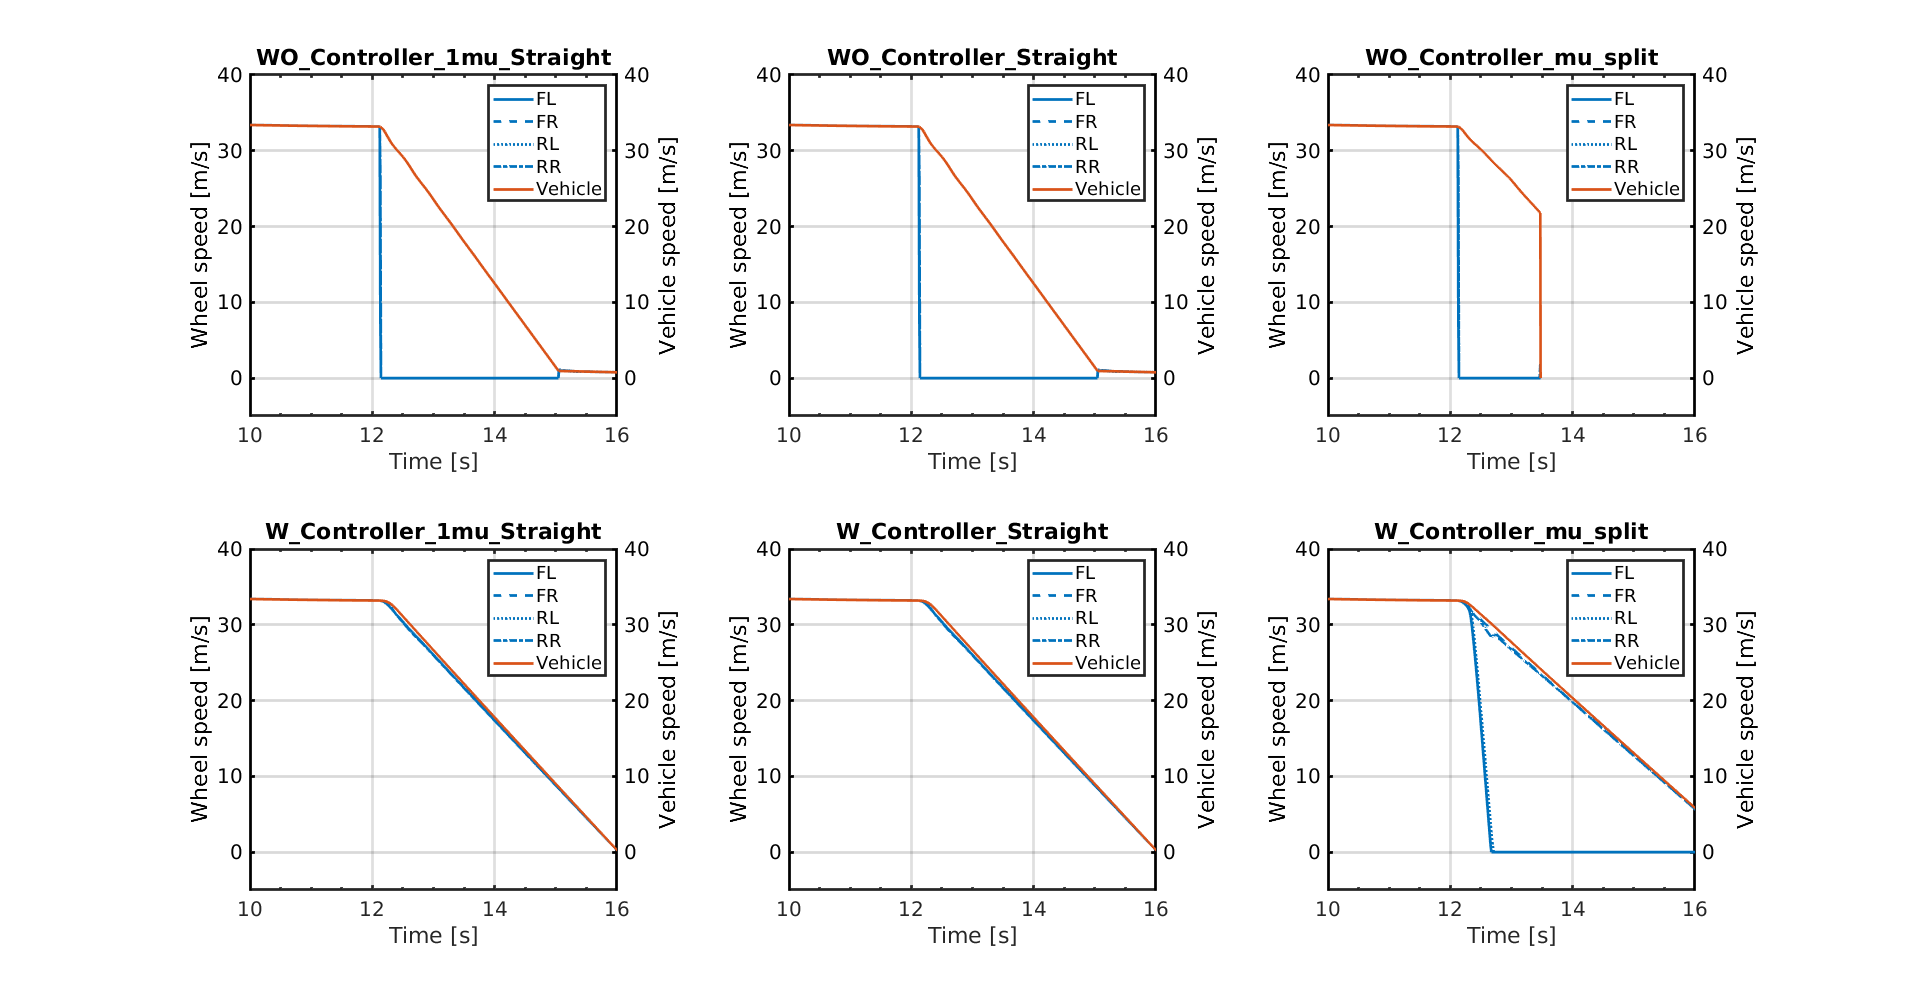 WO_Controller_1mu_Straight
40
30
20
10
0
10
12
14
16
40
30
20
10
0
Wheel speed [m/s]
Vehicle speed [m/s]
Time [s]
FL
FR
RL
RR
Vehicle
WO_Controller_Straight
40
30
20
10
0
10
12
14
16
40
30
20
10
0
Wheel speed [m/s]
Vehicle speed [m/s]
Time [s]
FL
FR
RL
RR
Vehicle
WO_Controller_mu_split
40
30
20
10
0
10
12
14
16
40
30
20
10
0
Wheel speed [m/s]
Vehicle speed [m/s]
Time [s]
FL
FR
RL
RR
Vehicle
W_Controller_1mu_Straight
40
30
20
10
0
10
12
14
16
40
30
20
10
0
Wheel speed [m/s]
Vehicle speed [m/s]
Time [s]
FL
FR
RL
RR
Vehicle
W_Controller_Straight
40
30
20
10
0
10
12
14
16
40
30
20
10
0
Wheel speed [m/s]
Vehicle speed [m/s]
Time [s]
FL
FR
RL
RR
Vehicle
W_Controller_mu_split
40
30
20
10
0
10
12
14
16
40
30
20
10
0
Wheel speed [m/s]
Vehicle speed [m/s]
Time [s]
FL
FR
RL
RR
Vehicle